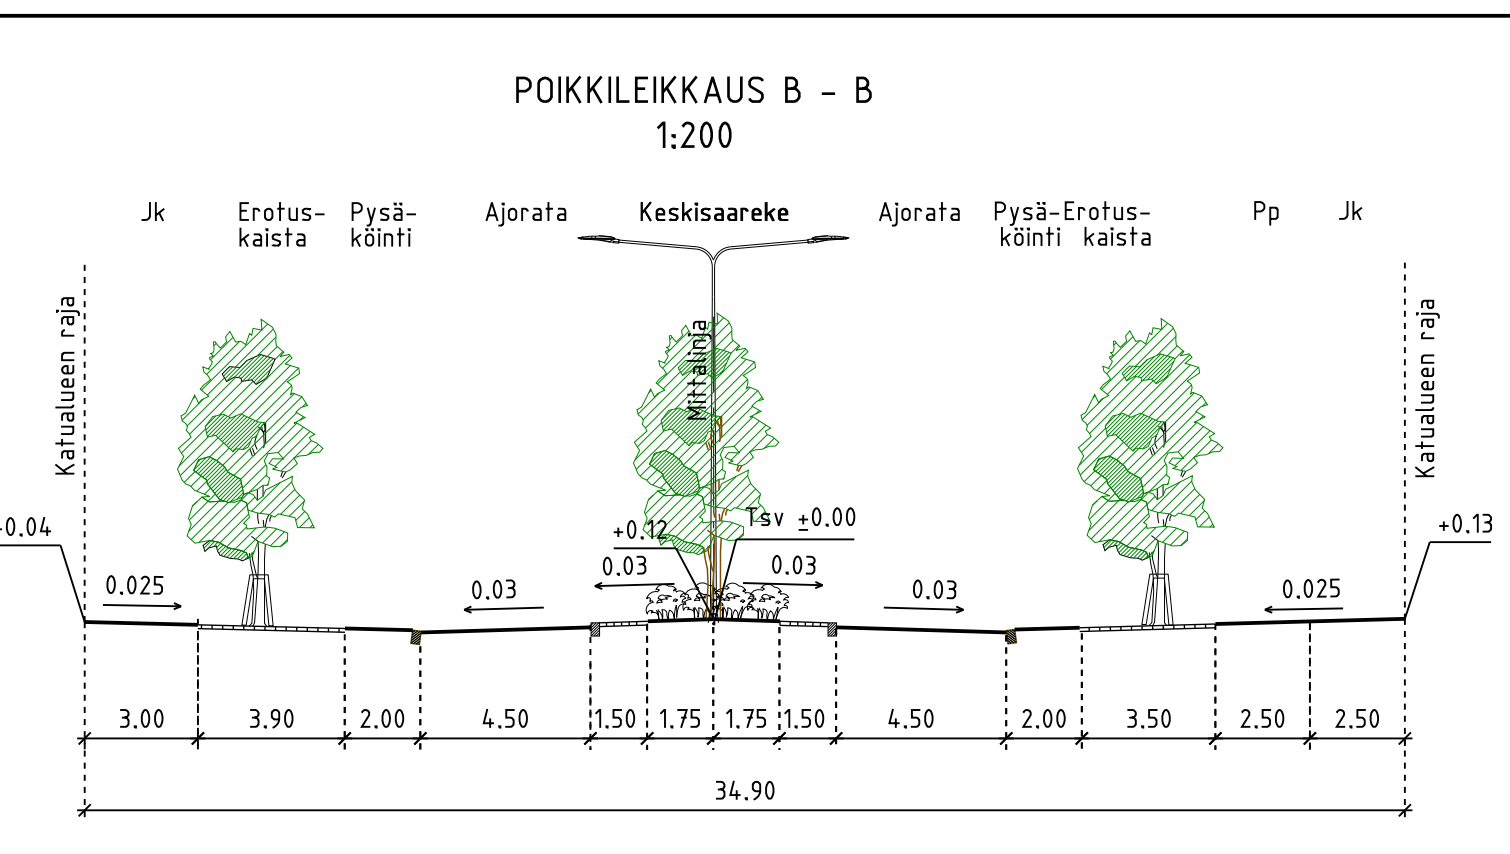 POIKKILEIKKAUS B - B
1:200
Jk
Erotus-
kaista
Pysä-
köinti
Ajorata
Keskisaareke
Ajorata
Pysä-
köinti
Erotus-
kaista
Pp
Jk
Katualueen raja
Mittalinja
Katualueen raja
+0.04
+0.12
Tsv ±0.00
+0.13
0.025
0.03
0.03
0.03
0.03
0.025
3.00 3.90 2.00 4.50 1.50 1.75 1.75 1.50 4.50 2.00 3.50 2.50 2.50
34.90